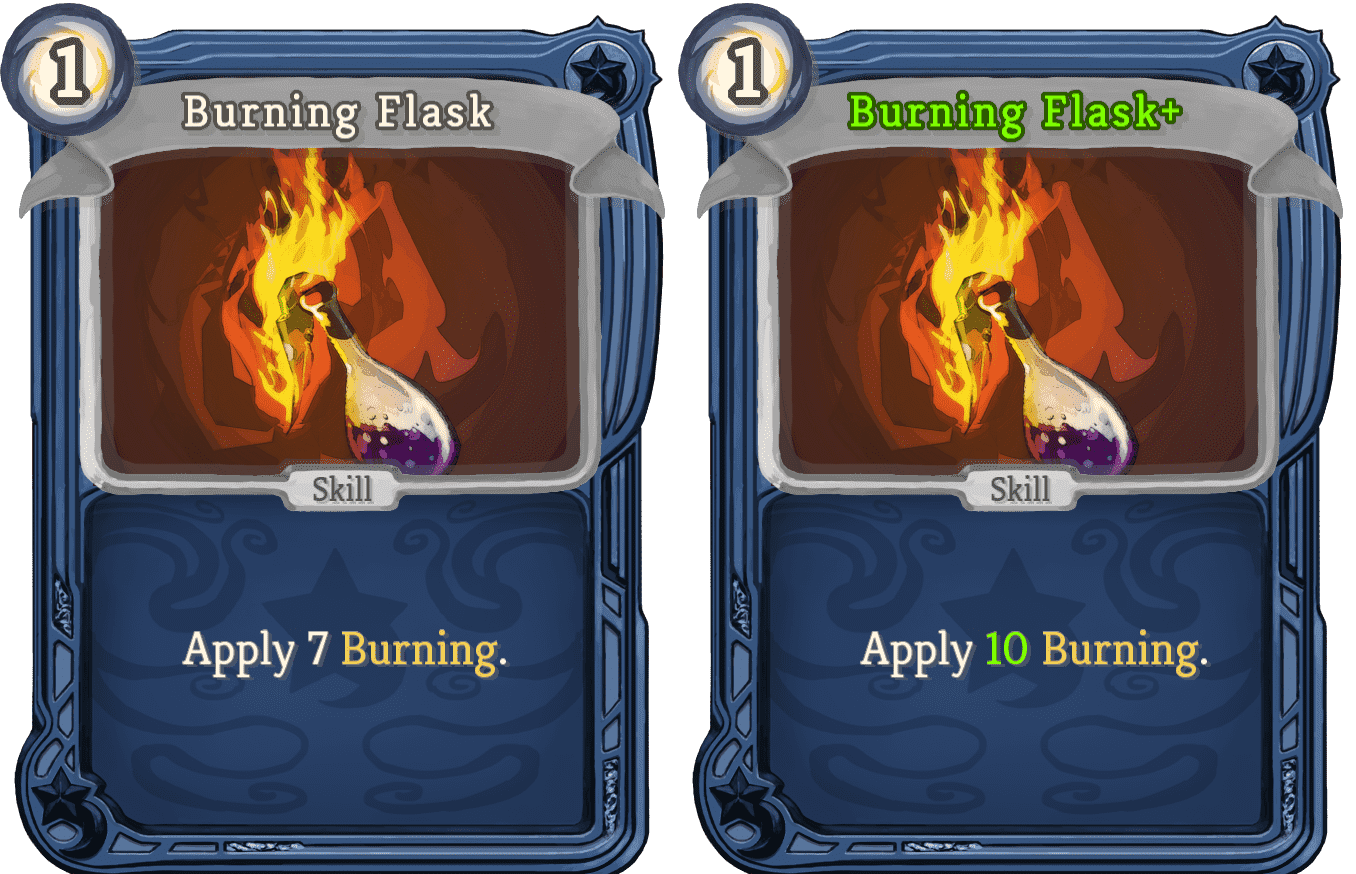 1
Burning Flask
Skill
Apply 7 Burning.
1
Burning Flask+
Skill
Apply 10 Burning.